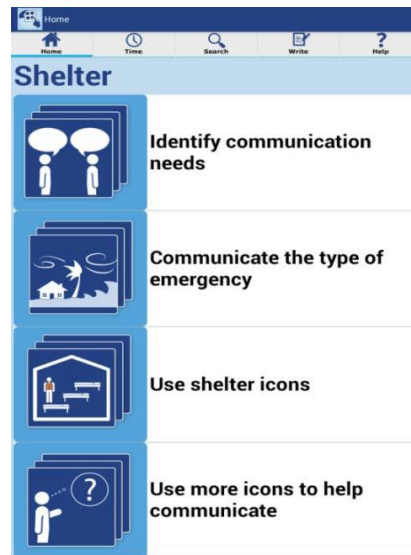 Home
Home Time Search Write Help
Shelter
Identify communication
needs
Communicate the type of
emergency
Use shelter icons
Use more icons to help
communicate